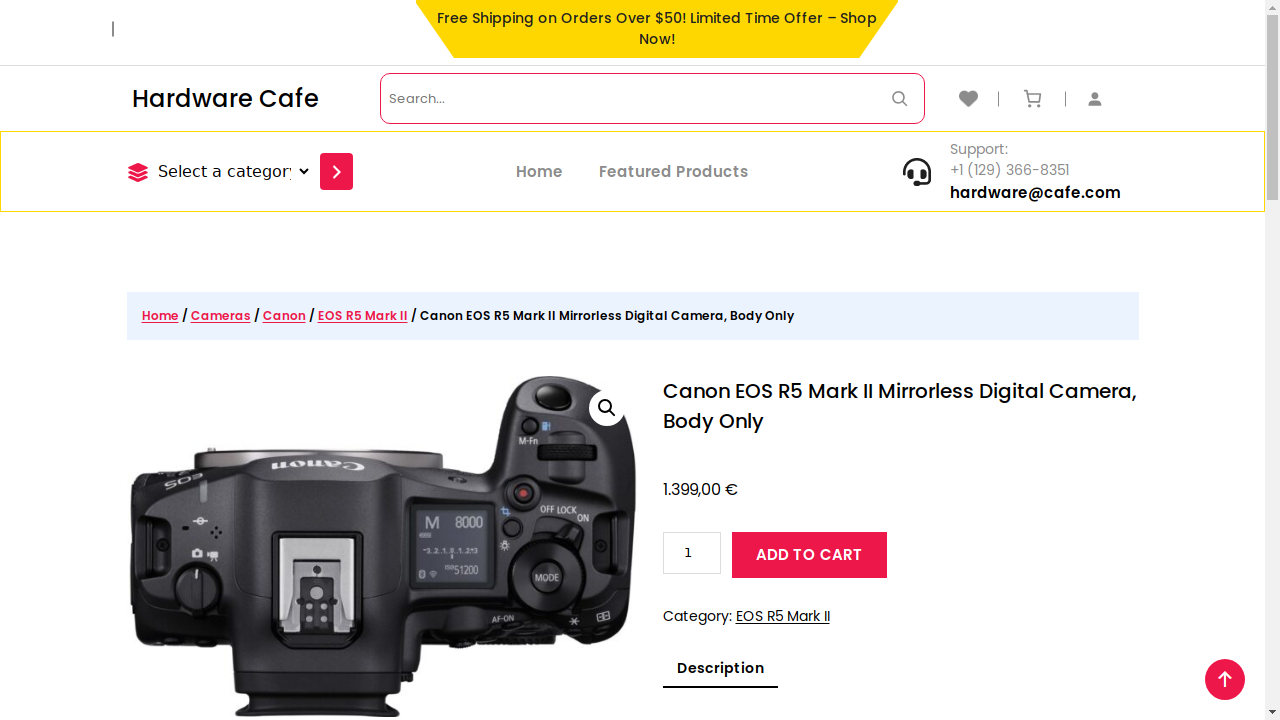 Free Shipping on Orders Over $50! Limited Time Offer – Shop
Now!
Hardware Cafe
Search...
Select a category
Home
Featured Products
Support:
+1 (129) 366-8351
hardware@cafe.com
Home / Cameras / Canon / EOS R5 Mark II / Canon EOS R5 Mark II Mirrorless Digital Camera, Body Only
Canon EOS R5 Mark II Mirrorless Digital Camera,
Body Only
1.399,00 €
1
ADD TO CART
Category: EOS R5 Mark II
Description
Canon
EOS
M-Fn
OFF LOCK
ON
M 8000
51200
MODE
AF-ON